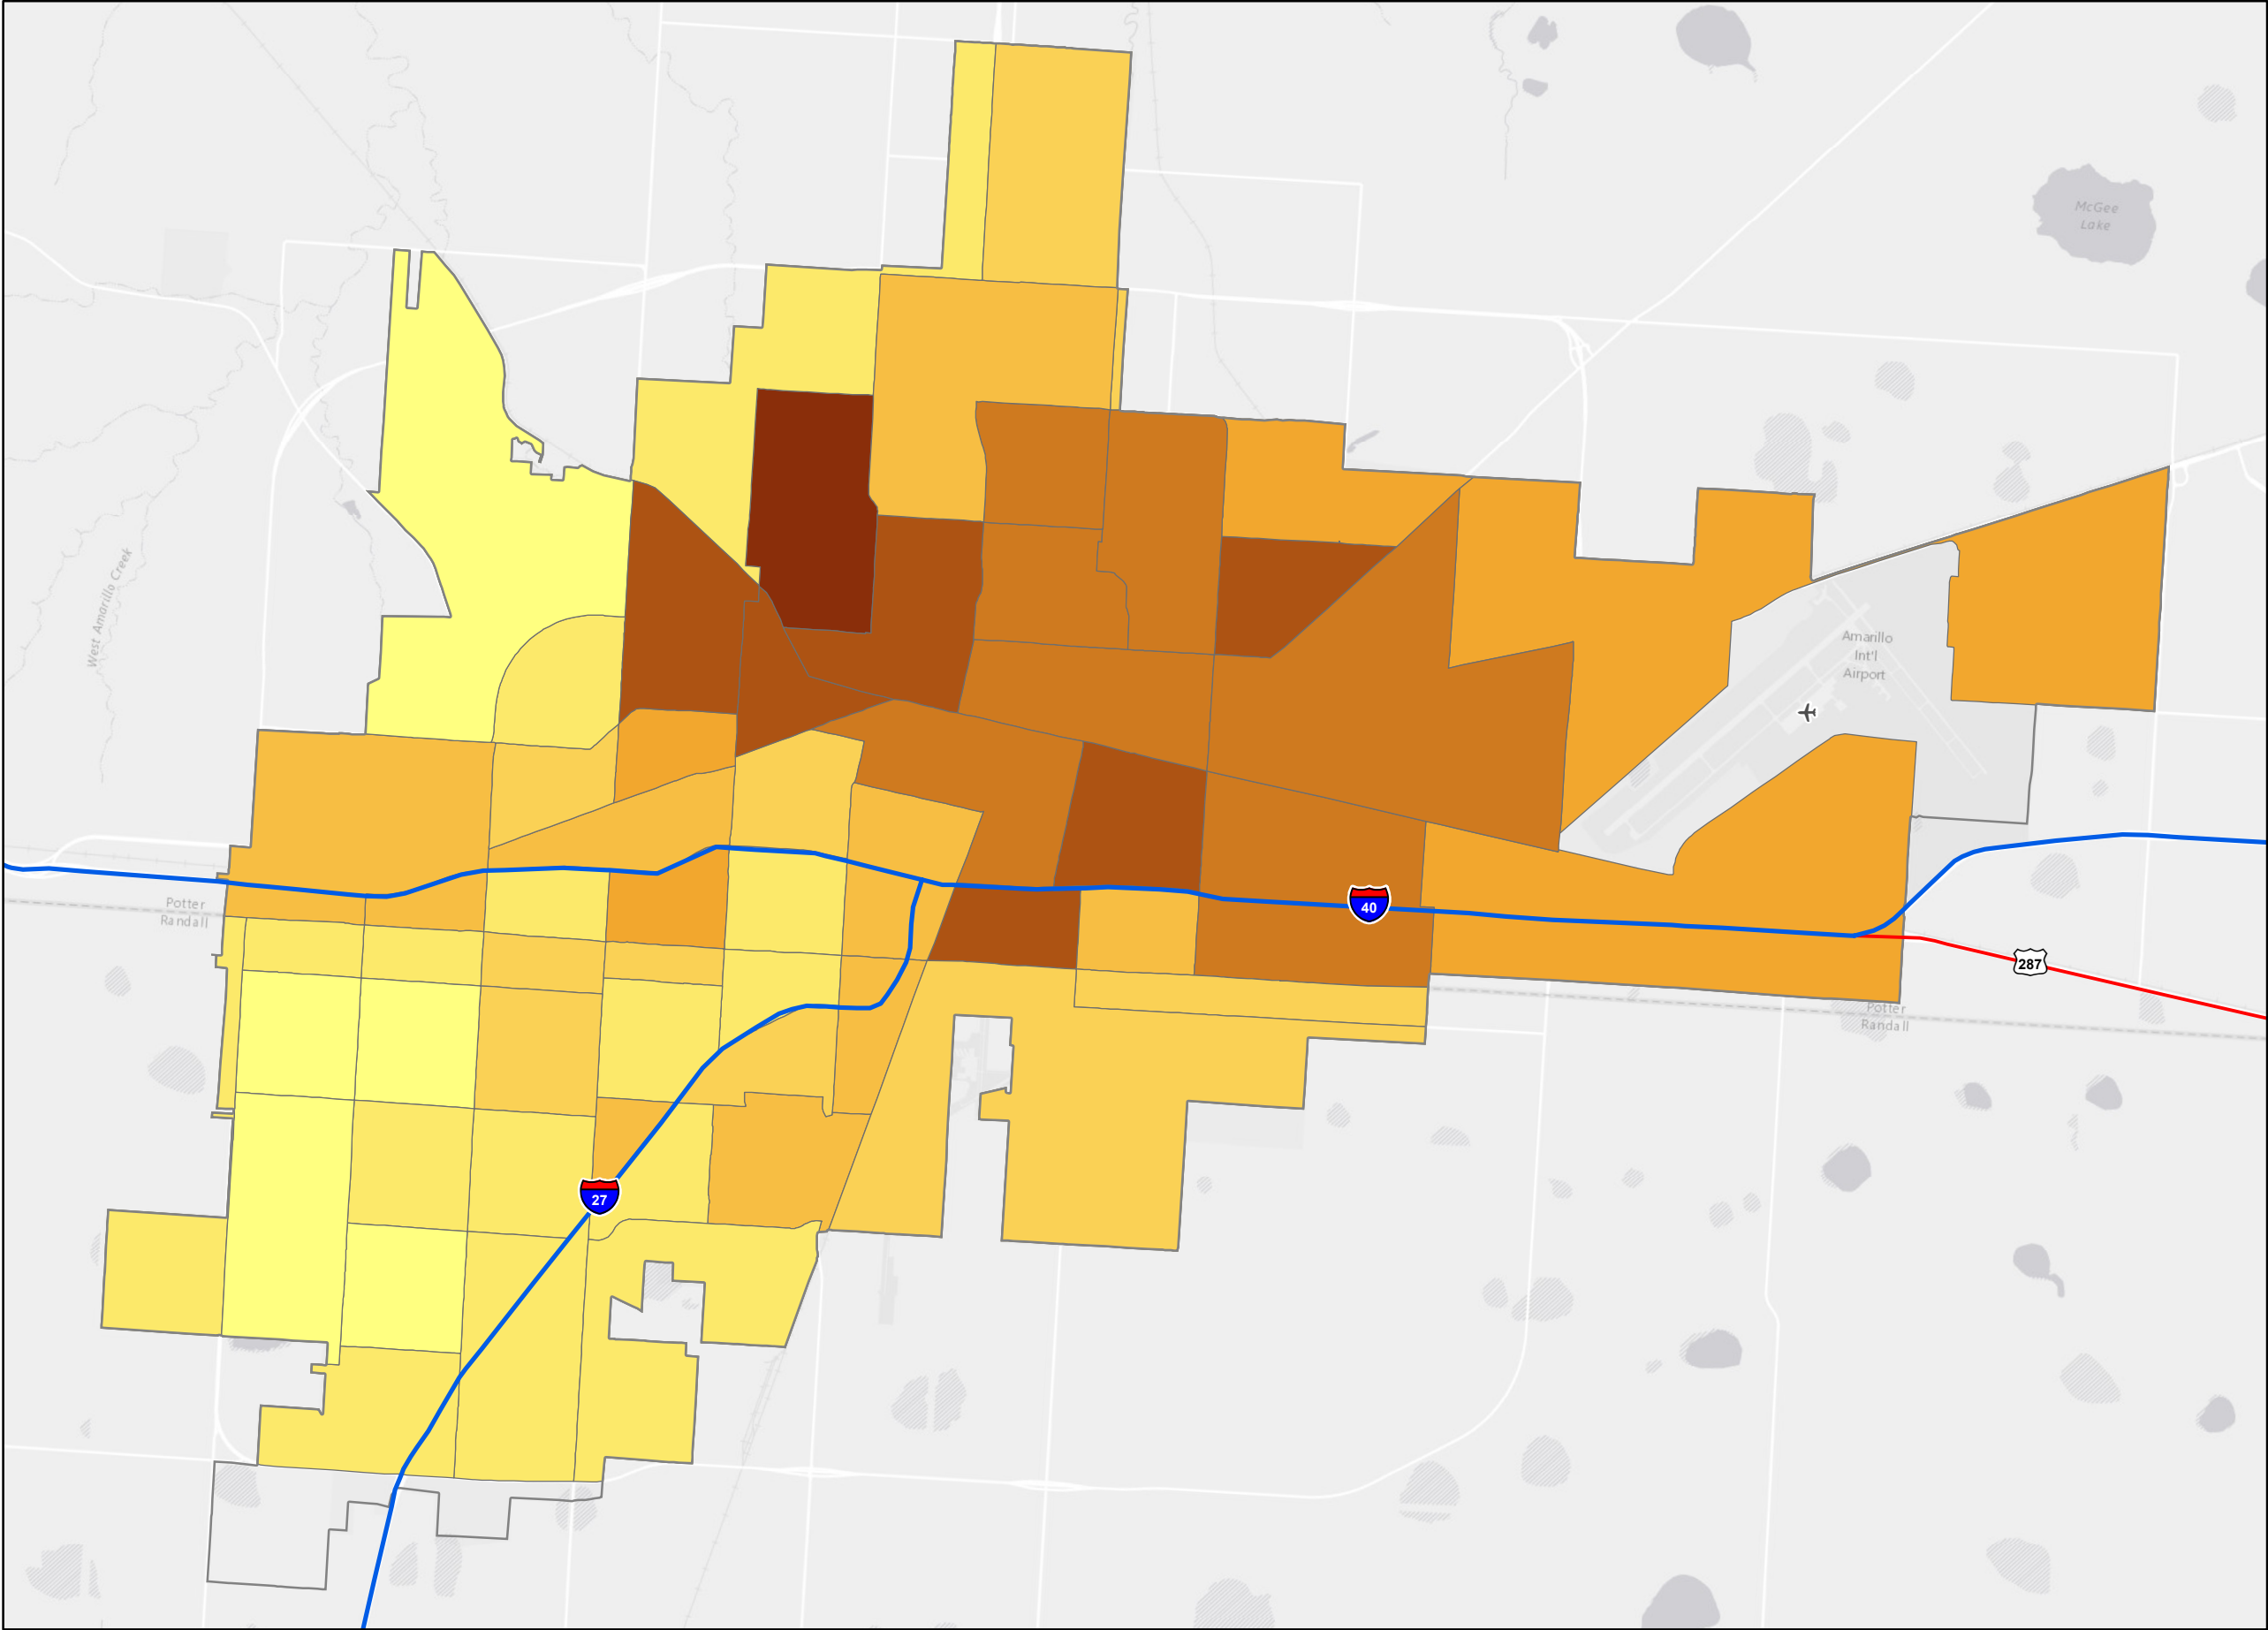 McGee
Lake
West Amarillo Creek
Amarillo
Int'l
Airport
Potter
Randall
40
287
Potter
Randall
27